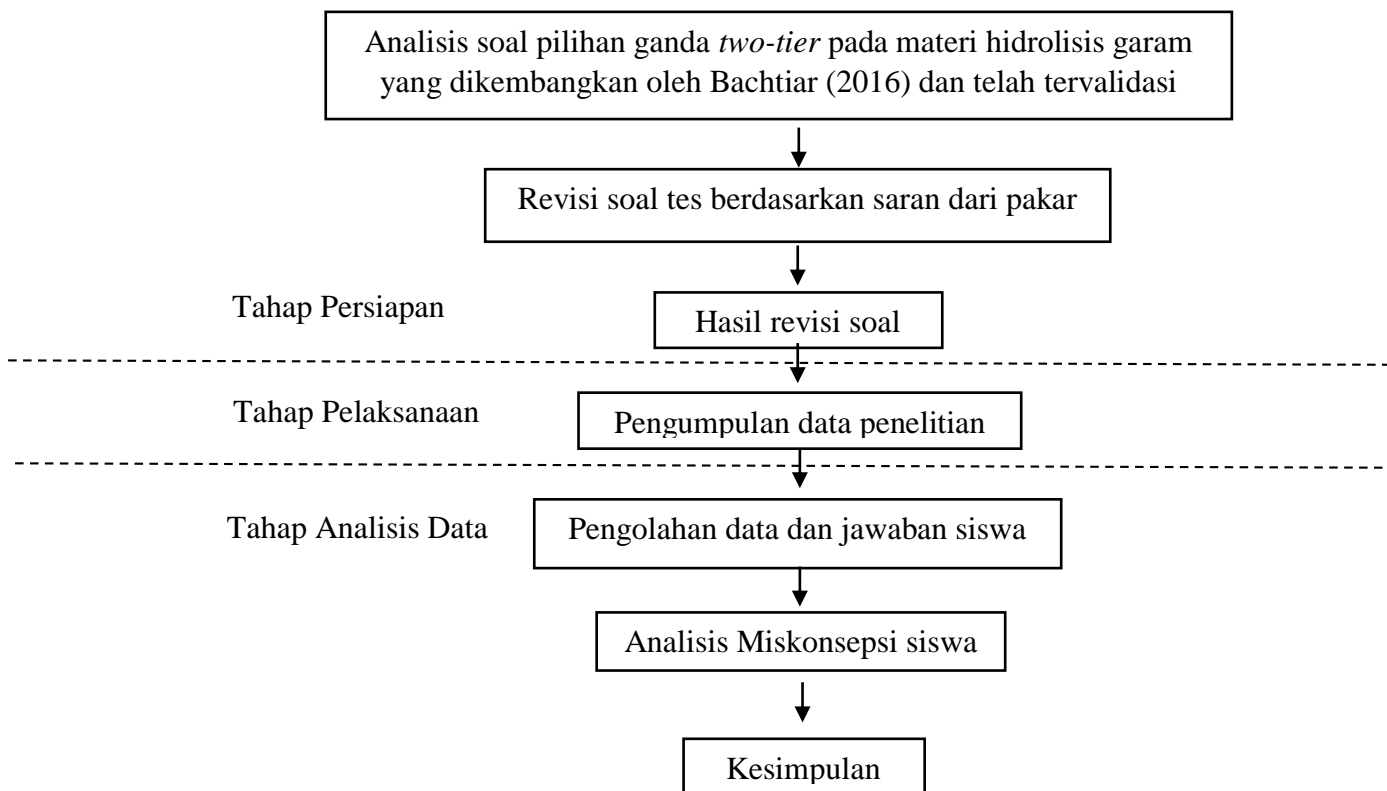 Analisis soal pilihan ganda two-tier pada materi hidrolisis garam
yang dikembangkan oleh Bachtiar (2016) dan telah tervalidasi
Revisi soal tes berdasarkan saran dari pakar
Tahap Persiapan
Hasil revisi soal
Tahap Pelaksanaan
Pengumpulan data penelitian
Tahap Analisis Data
Pengolahan data dan jawaban siswa
Analisis Miskonsepsi siswa
Kesimpulan